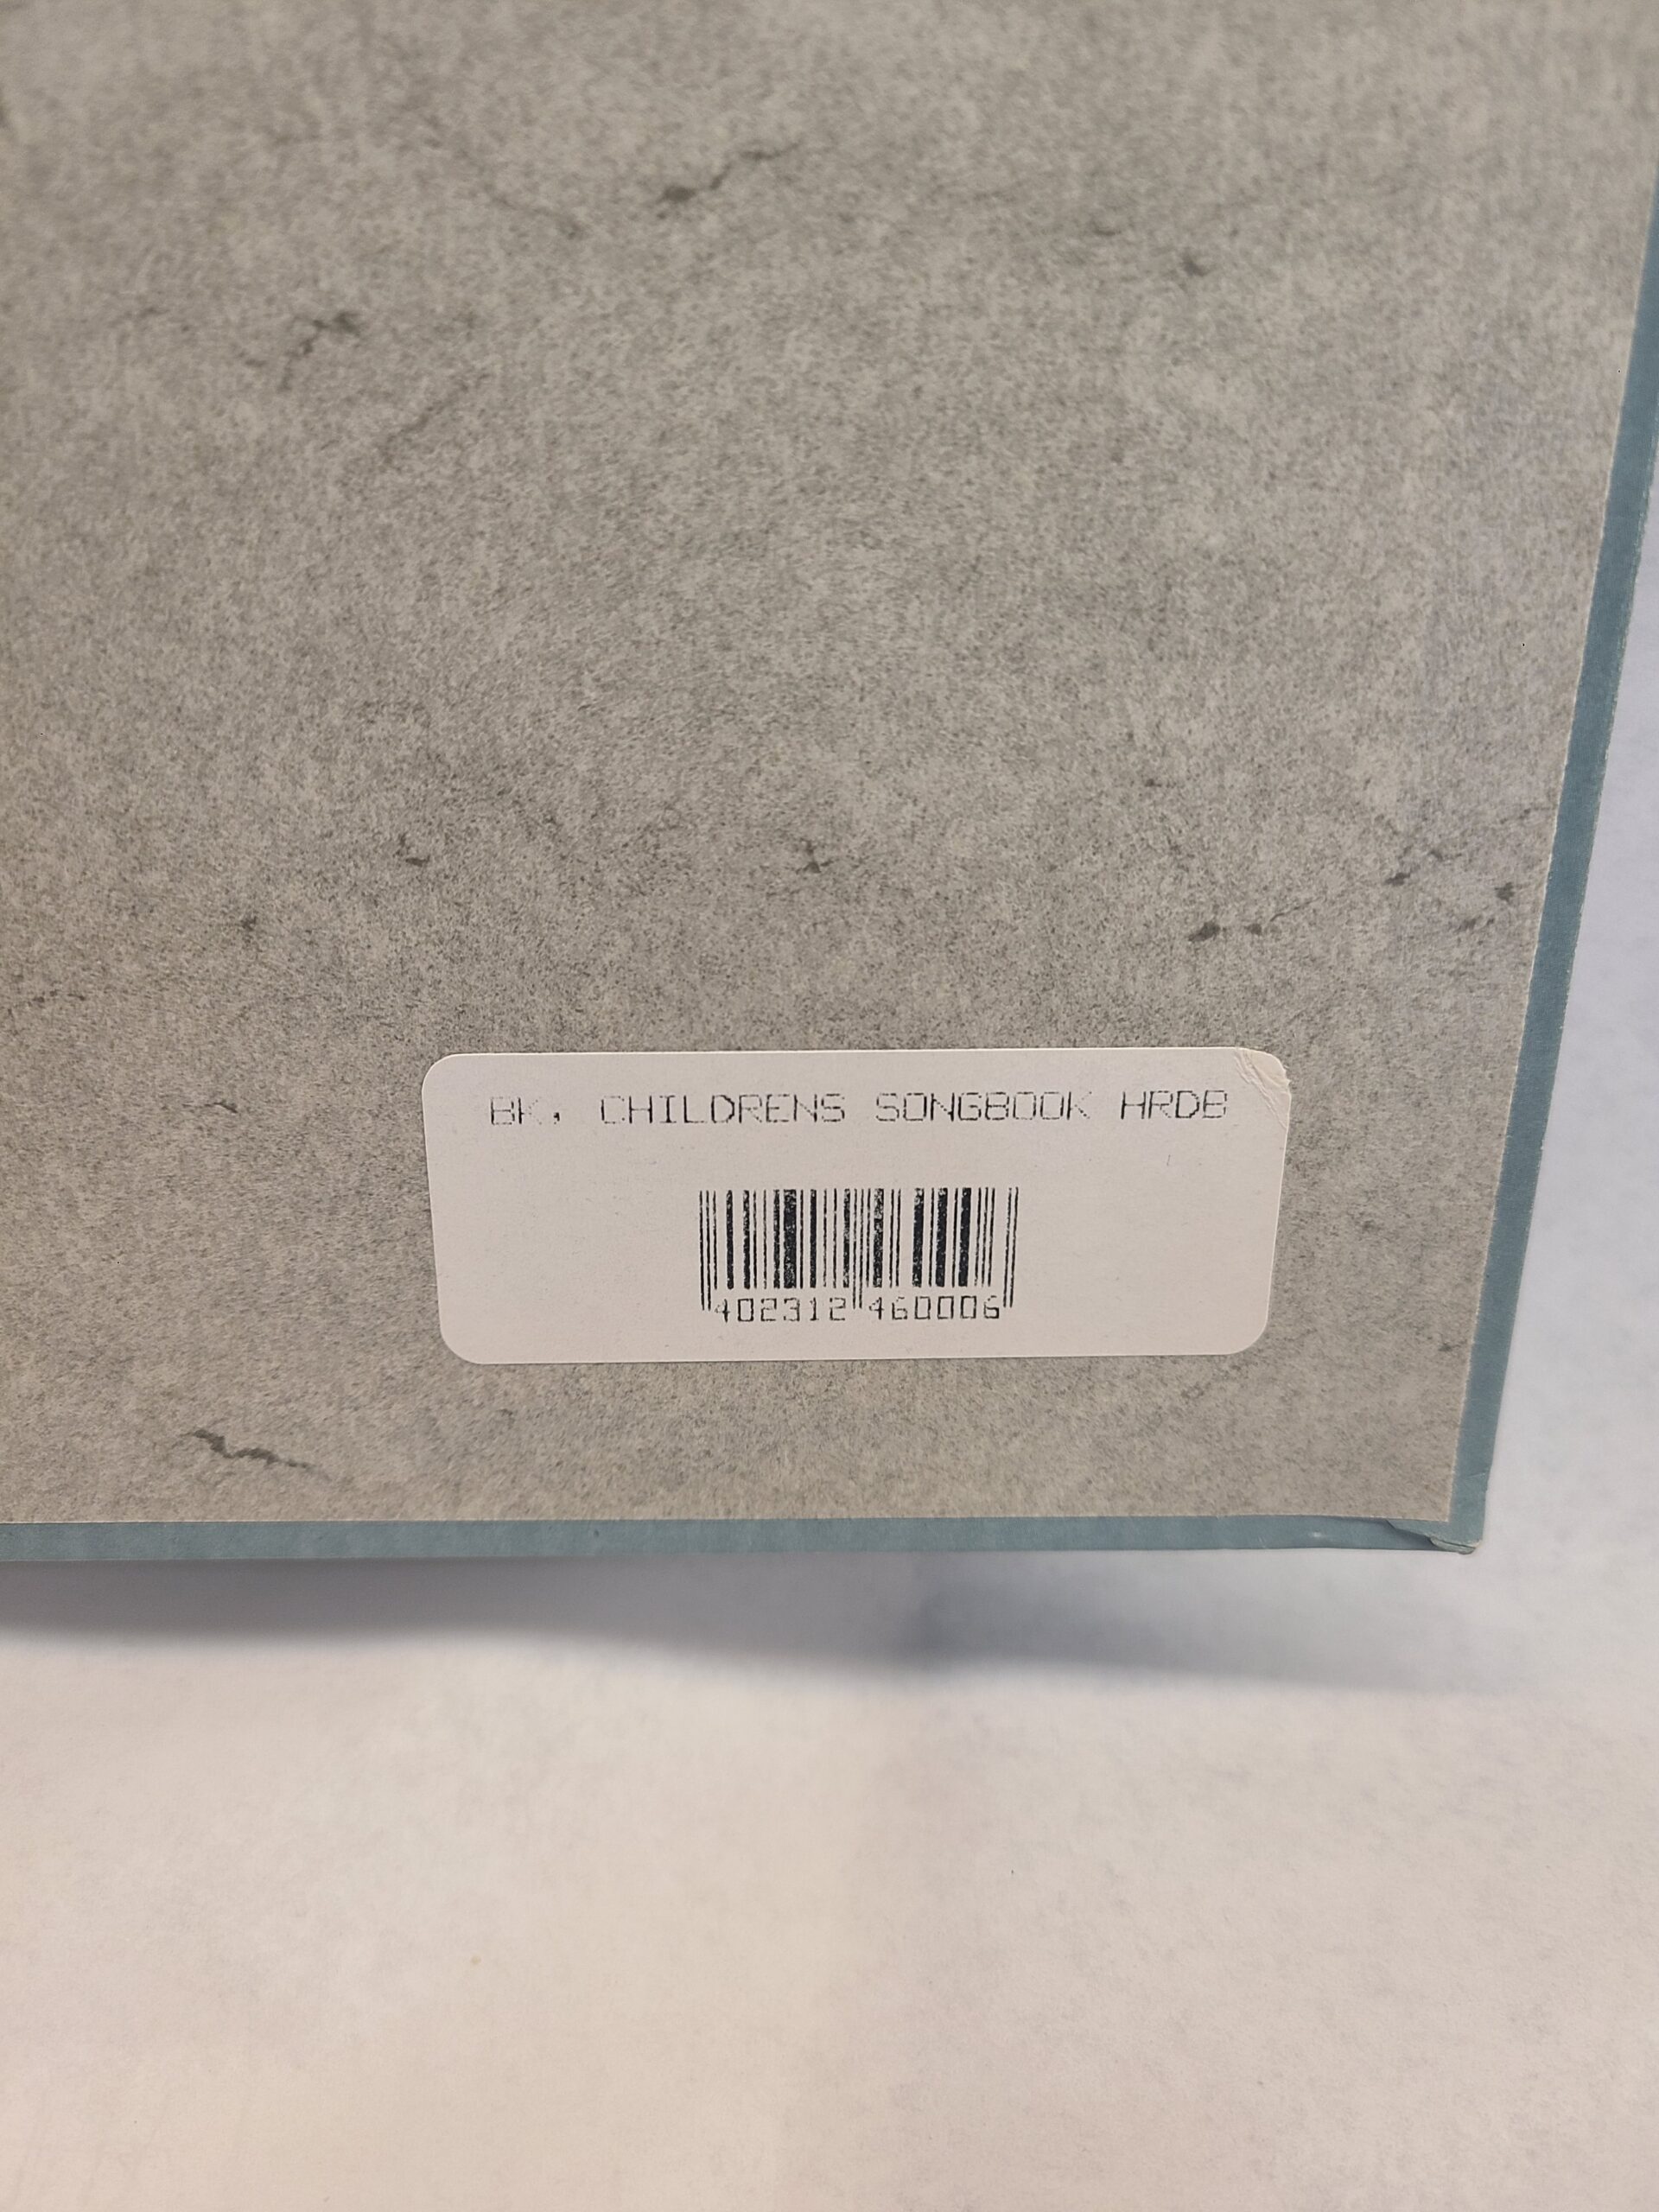 BK, CHILDRENS SONGBOOK HRDB
402312 460006